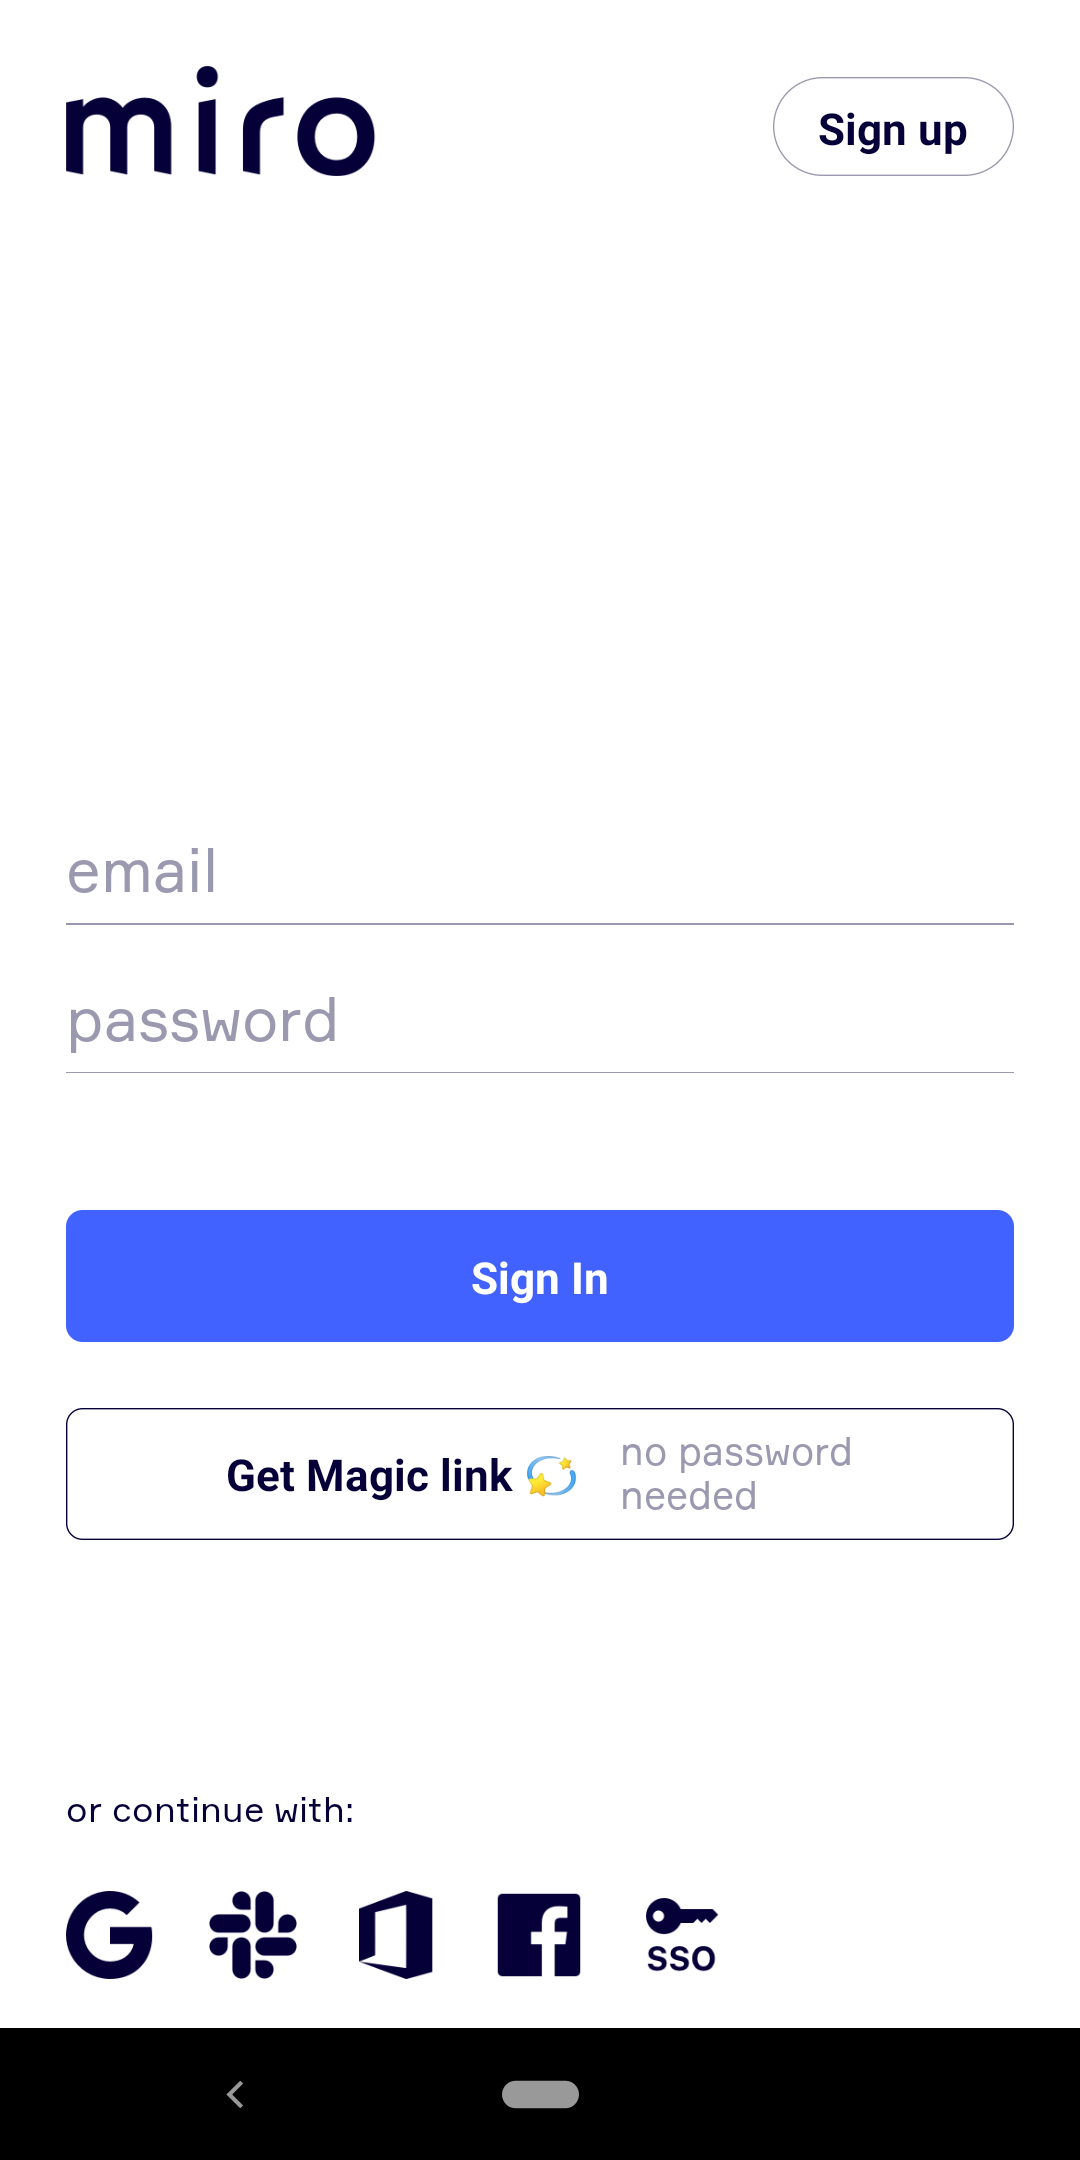 miro
Sign up
email
password
Sign In
Get Magic link 💫 no password
needed
or continue with:
sso